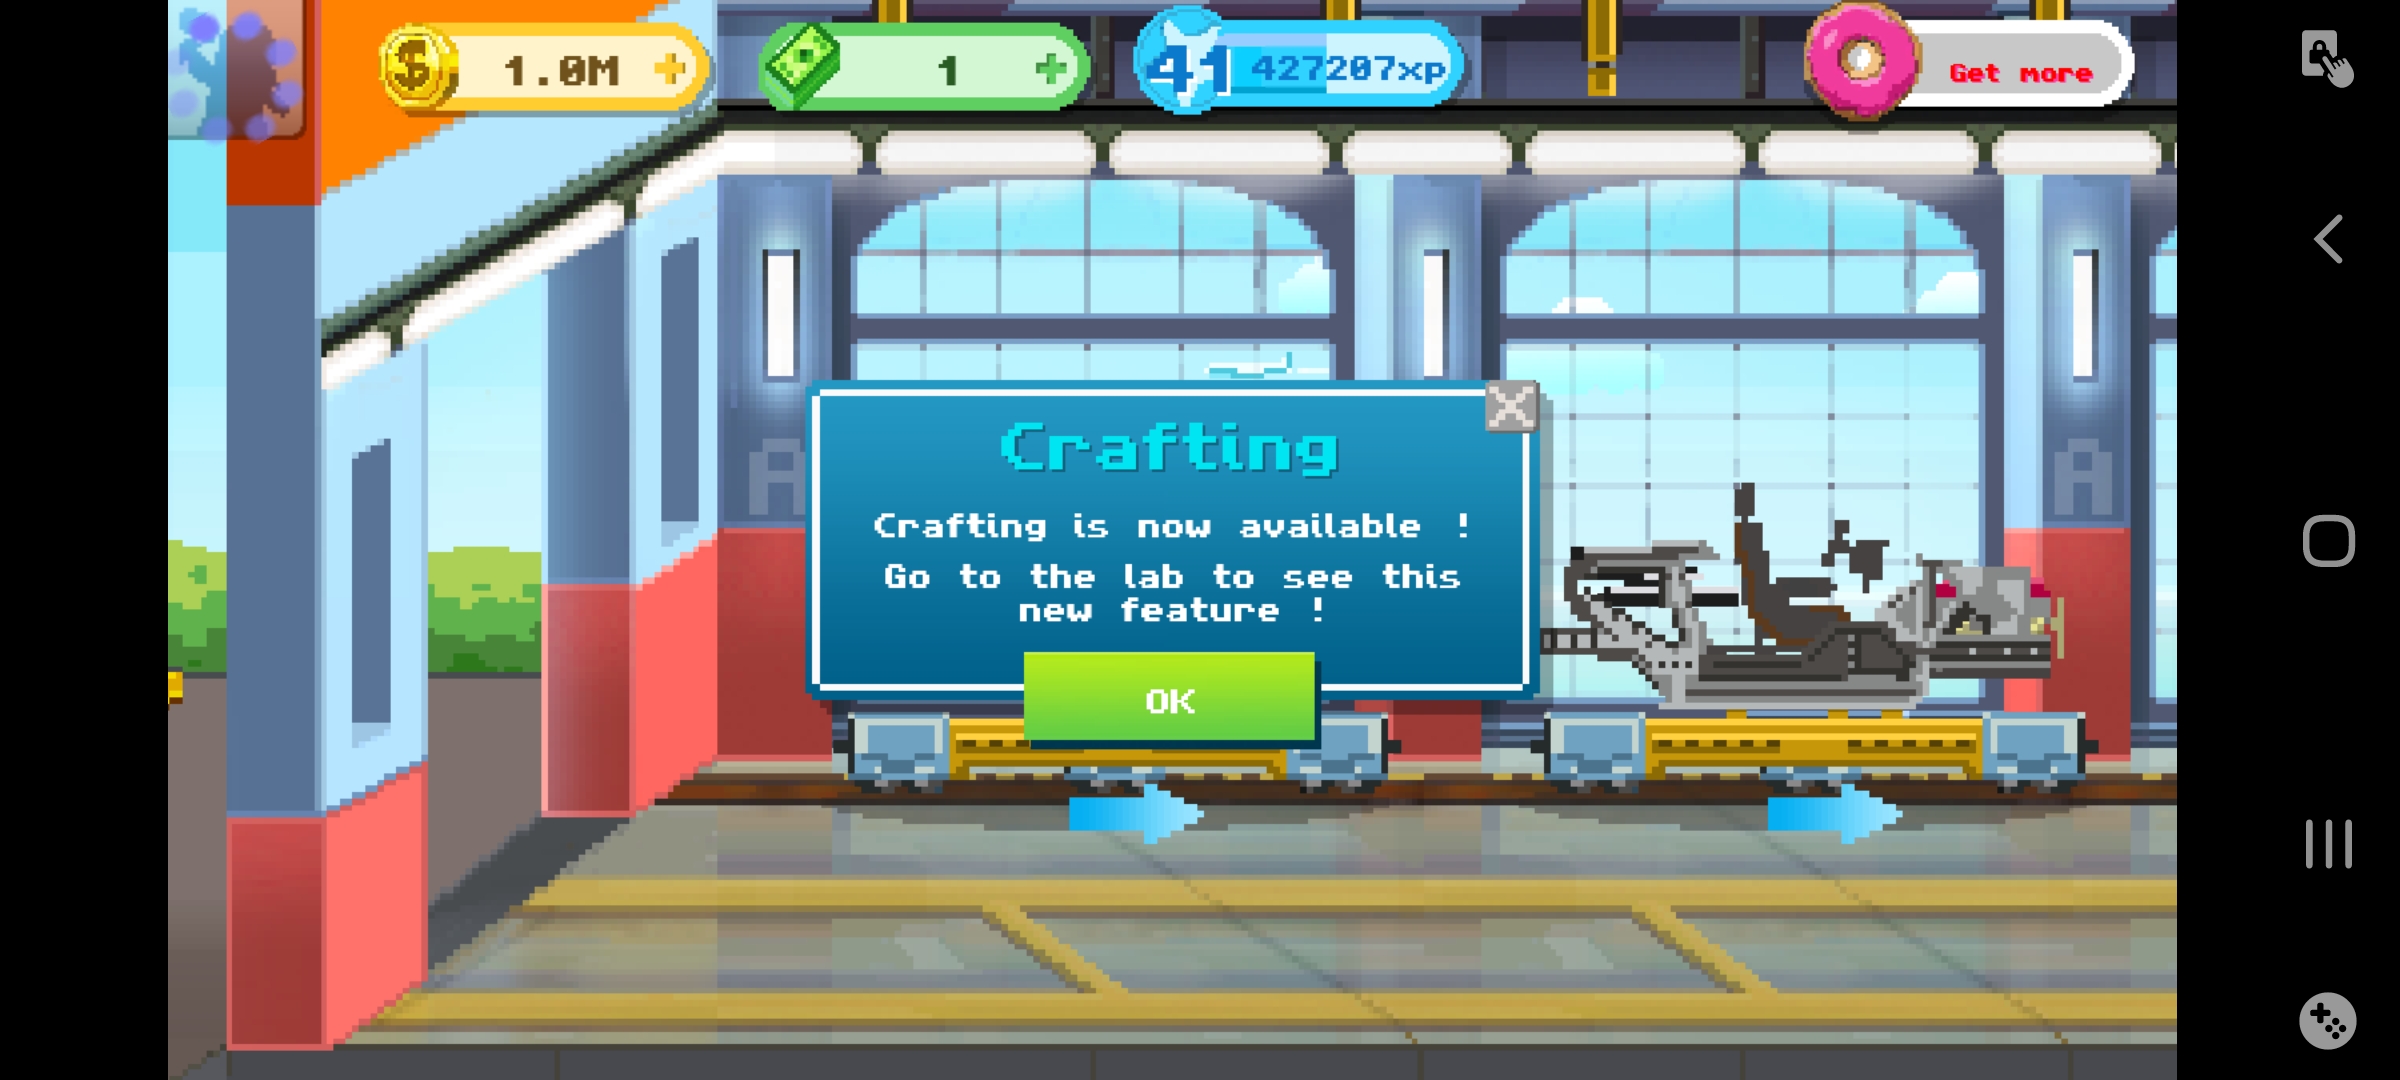 1.0M
1
41
427207xp
Get more
A
A
Crafting
Crafting is now available !
Go to the lab to see this
new feature !
OK